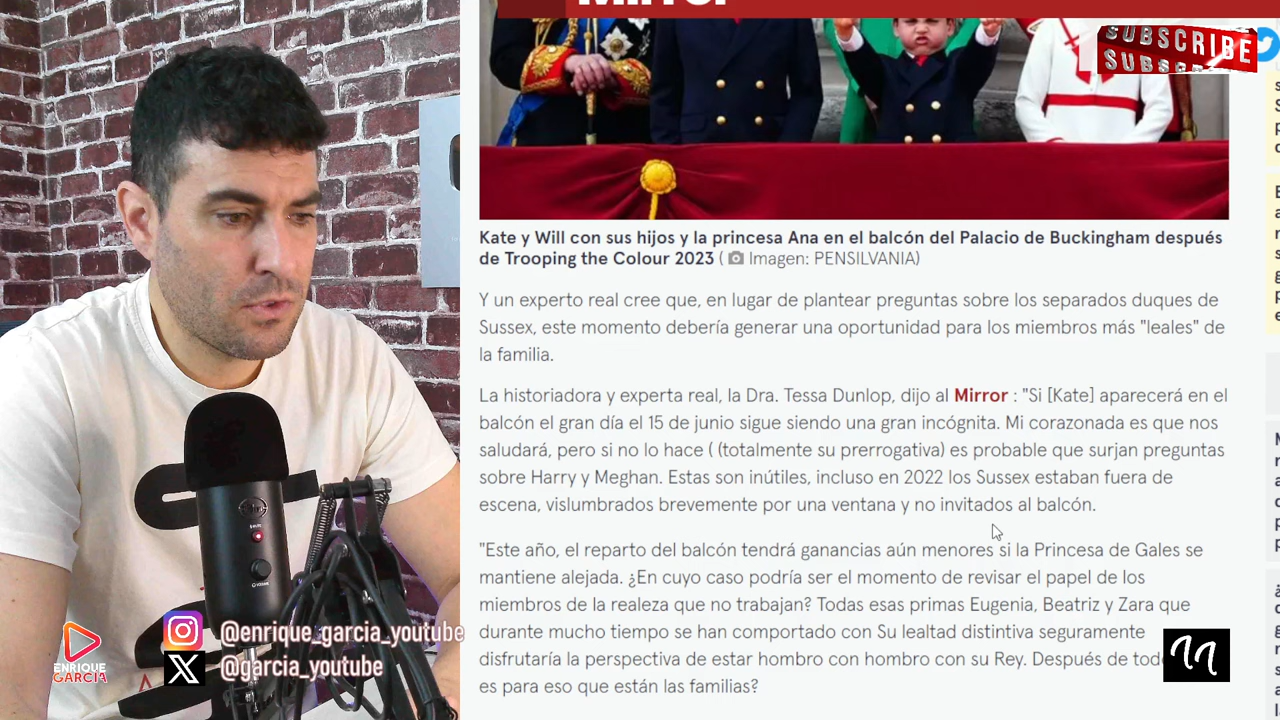 Mirror
SUBSCRIBE
SUBSCRIBE
Kate y Will con sus hijos y la princesa Ana en el balcón del Palacio de Buckingham después
de Trooping the Colour 2023 ( Imagen: PENSILVANIA)
Y un experto real cree que, en lugar de plantear preguntas sobre los separados duques de
Sussex, este momento debería generar una oportunidad para los miembros más "leales" de
la familia.
La historiadora y experta real, la Dra. Tessa Dunlop, dijo al Mirror : "Si [Kate] aparecerá en el
balcón el gran día el 15 de junio sigue siendo una gran incógnita. Mi corazonada es que nos
saludará, pero si no lo hace ( (totalmente su prerrogativa) es probable que surjan preguntas
sobre Harry y Meghan. Estas son inútiles, incluso en 2022 los Sussex estaban fuera de
escena, vislumbrados brevemente por una ventana y no invitados al balcón.
"Este año, el reparto del balcón tendrá ganancias aún menores si la Princesa de Gales se
mantiene alejada. ¿En cuyo caso podría ser el momento de revisar el papel de los
miembros de la realeza que no trabajan? Todas esas primas Eugenia, Beatriz y Zara que
durante mucho tiempo se han comportado con su lealtad distintiva seguramente
disfrutaría la perspectiva de estar hombro con hombro con su Rey. Después de
es para eso que están las familias?
ENRIQUE
GARCIA
@enrique_garcia_youtube
@garcia_youtube